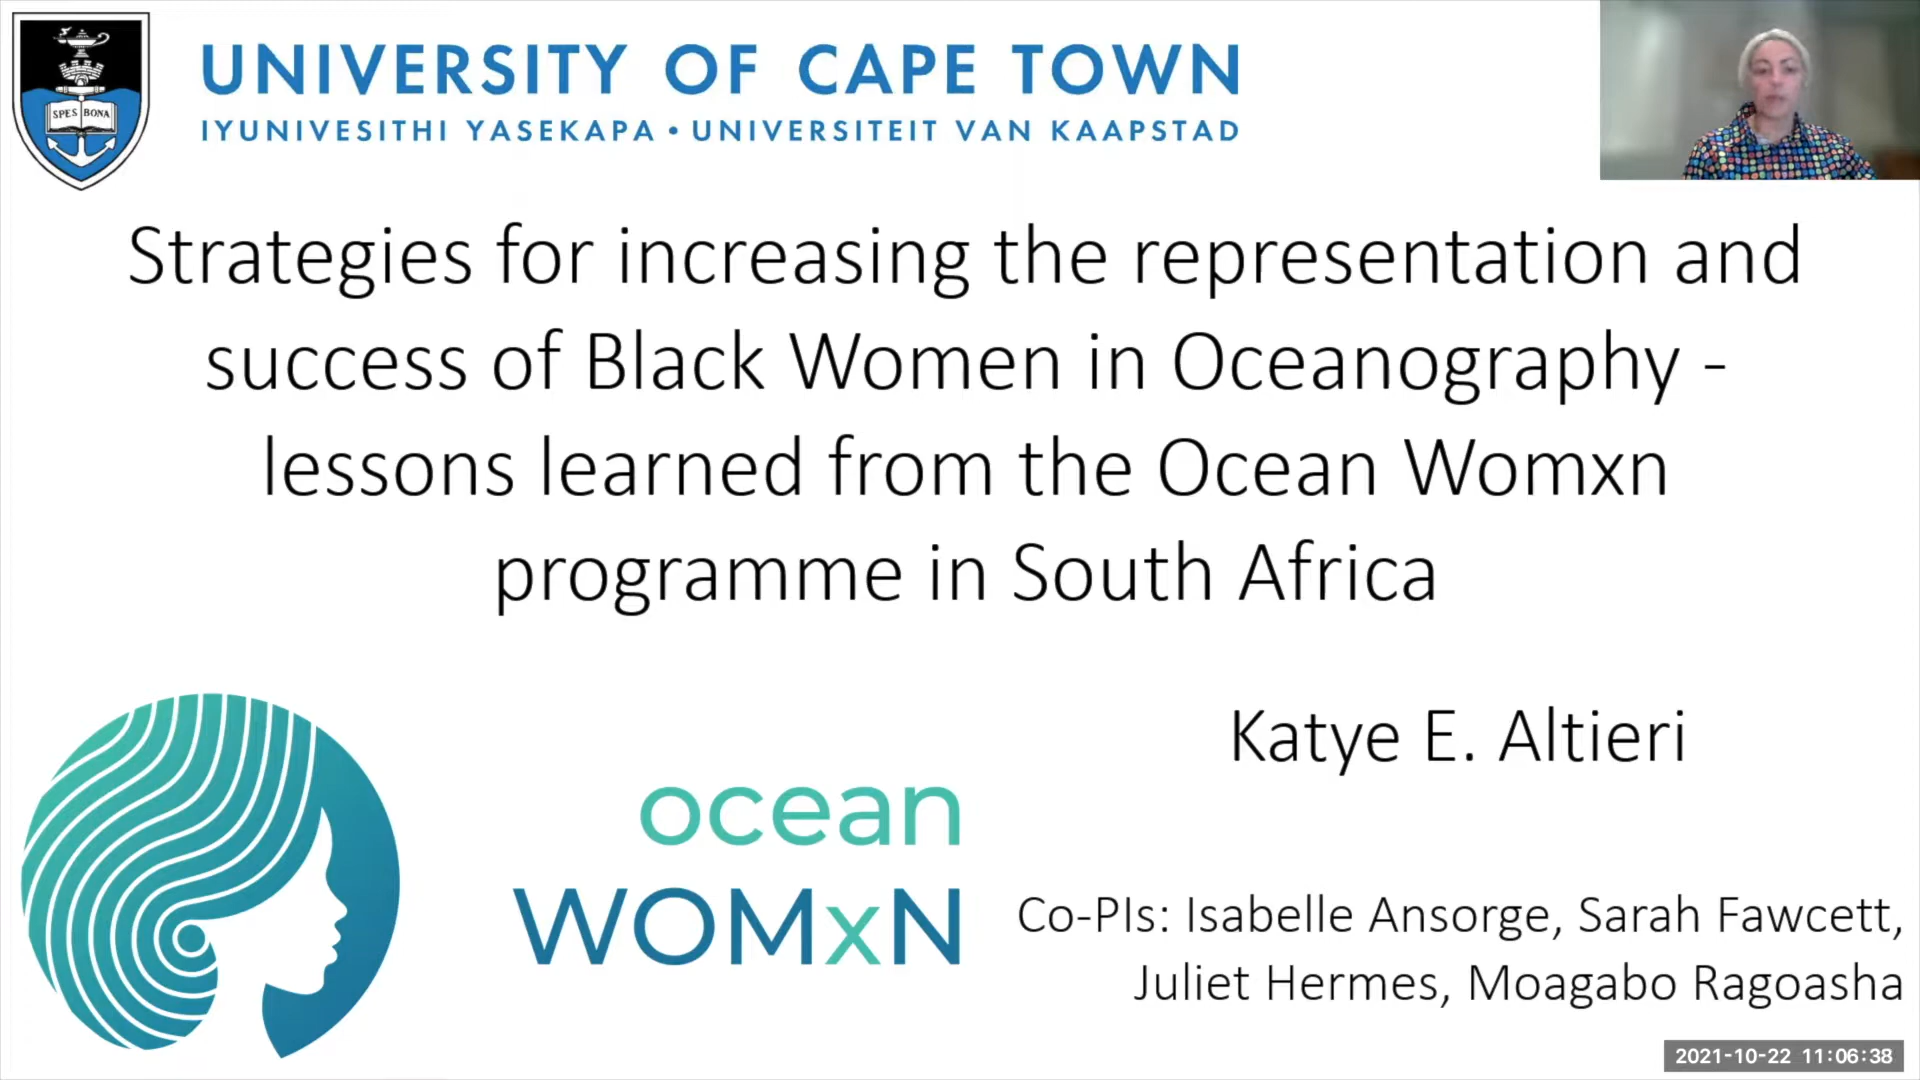 UNIVERSITY OF CAPE TOWN
IYUNIVESITHI YASEKAPA • UNIVERSITEIT VAN KAAPSTAD
SPES BONA
Strategies for increasing the representation and
success of Black Women in Oceanography -
lessons learned from the Ocean Womxn
programme in South Africa
Katye E. Altieri
ocean
WOMxN
Co-PIs: Isabelle Ansorge, Sarah Fawcett,
Juliet Hermes, Moagabo Ragoasha
2021-10-22 11:06:38